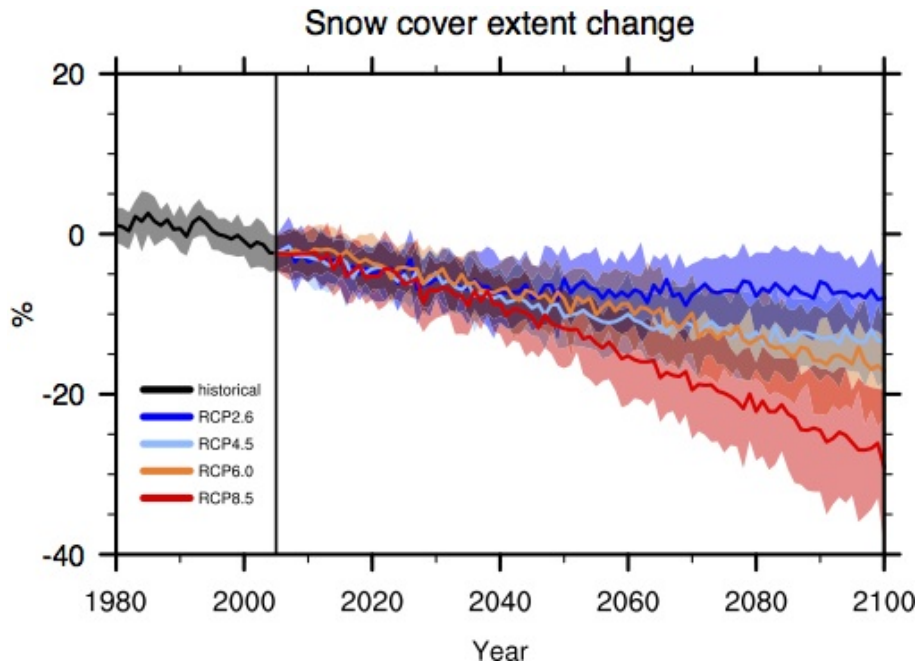 Snow cover extent change
20
0
-20
-40
%
historical
RCP2.6
RCP4.5
RCP6.0
RCP8.5
1980 2000 2020 2040 2060 2080 2100
Year